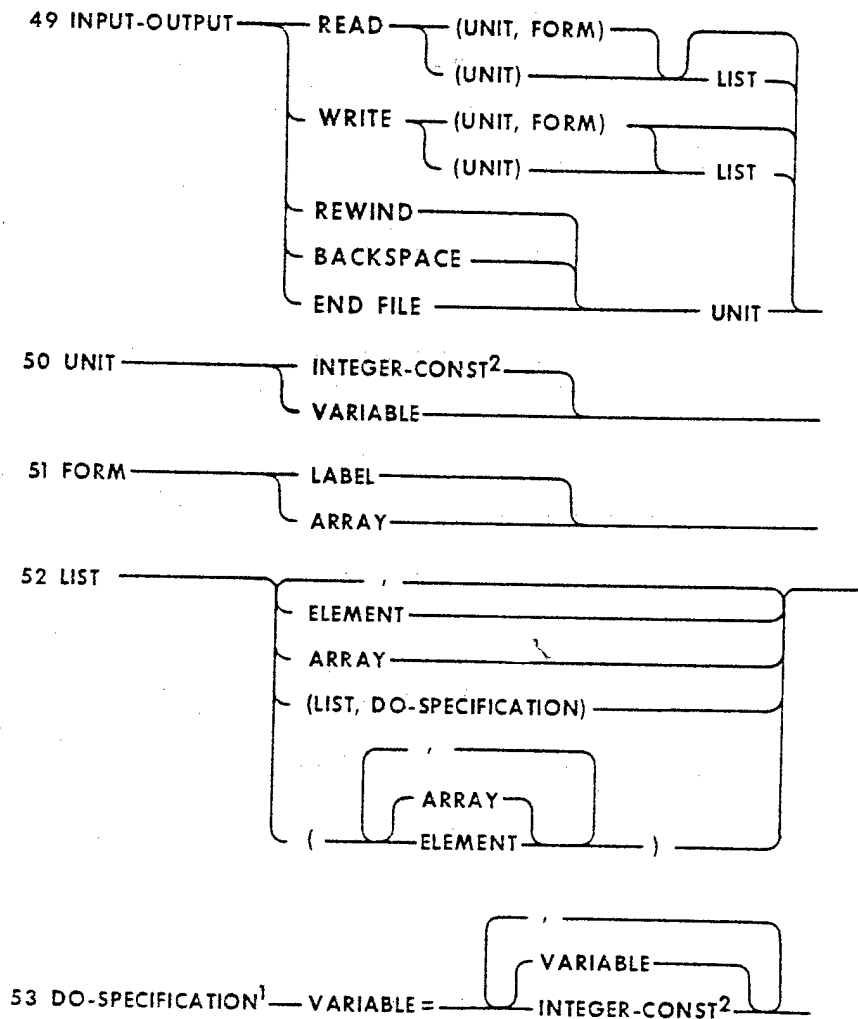 49 INPUT-OUTPUT READ (UNIT, FORM)
(UNIT) LIST
WRITE (UNIT, FORM)
(UNIT) LIST
REWIND
BACKSPACE
END FILE UNIT
50 UNIT INTEGER-CONST2
VARIABLE
51 FORM LABEL
ARRAY
52 LIST ,
ELEMENT
ARRAY
(LIST, DO-SPECIFICATION)
,
ARRAY
( ELEMENT )
,
VARIABLE
53 DO-SPECIFICATION1 VARIABLE = INTEGER-CONST2